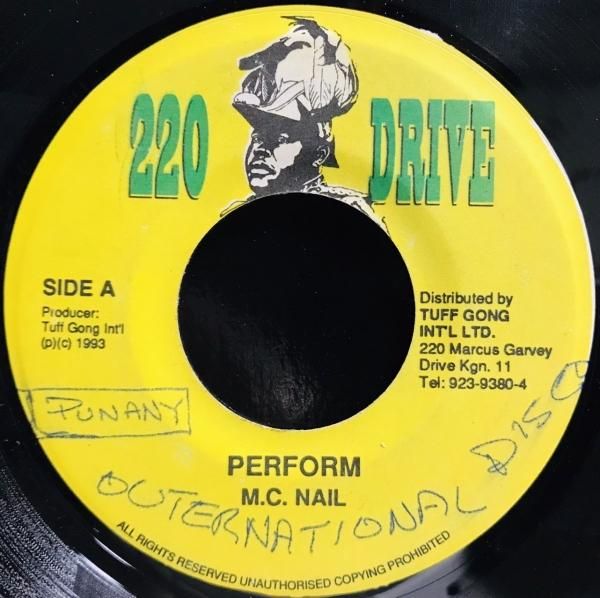 220 DRIVE
SIDE A
Producer:
Tuff Gong Int'l
(p)(c) 1993
Distributed by
TUFF GONG
INT'L LTD.
220 Marcus Garvey
Drive Kgn. 11
Tel: 923-9380-4
PUNANY
PERFORM
M.C. NAIL
OUTERNATIONAL DISCO
ALL RIGHTS RESERVED UNAUTHORISED COPYING PROHIBITED